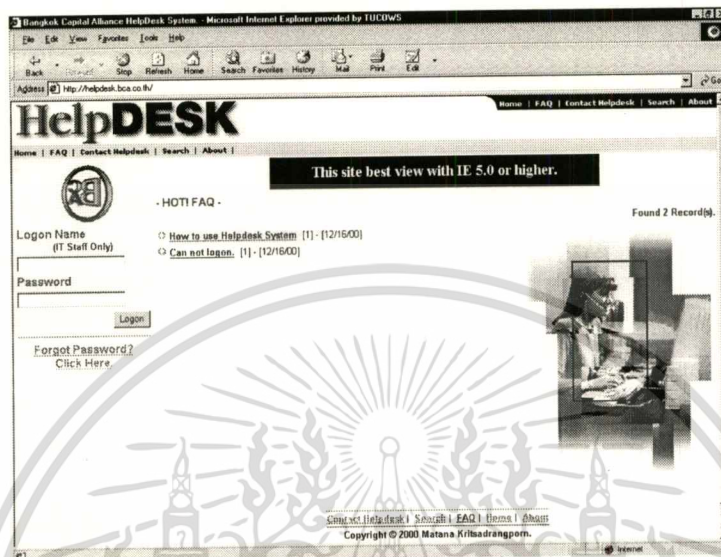 Bangkok Capital Alliance HelpDesk System. - Microsoft Internet Explorer provided by TUCOWS
File Edit View Favorites Tools Help
Back Forward Stop Refresh Home Search Favorites History Mail Print Edit
Address http://helpdesk.bca.co.th/ Go
Home | FAQ | Contact Helpdesk | Search | About
HelpDESK
Home | FAQ | Contact Helpdesk | Search | About |
This site best view with IE 5.0 or higher.
- HOT! FAQ -
Found 2 Record(s).
Logon Name
(IT Staff Only)
How to use Helpdesk System [1] - [12/16/00]
Can not logon. [1] - [12/16/00]
Password
Logon
Forgot Password?
Click Here.
Contact Helpdesk | Search | FAQ | Home | About
Copyright © 2000 Matana Kritsadrangporn.
Internet